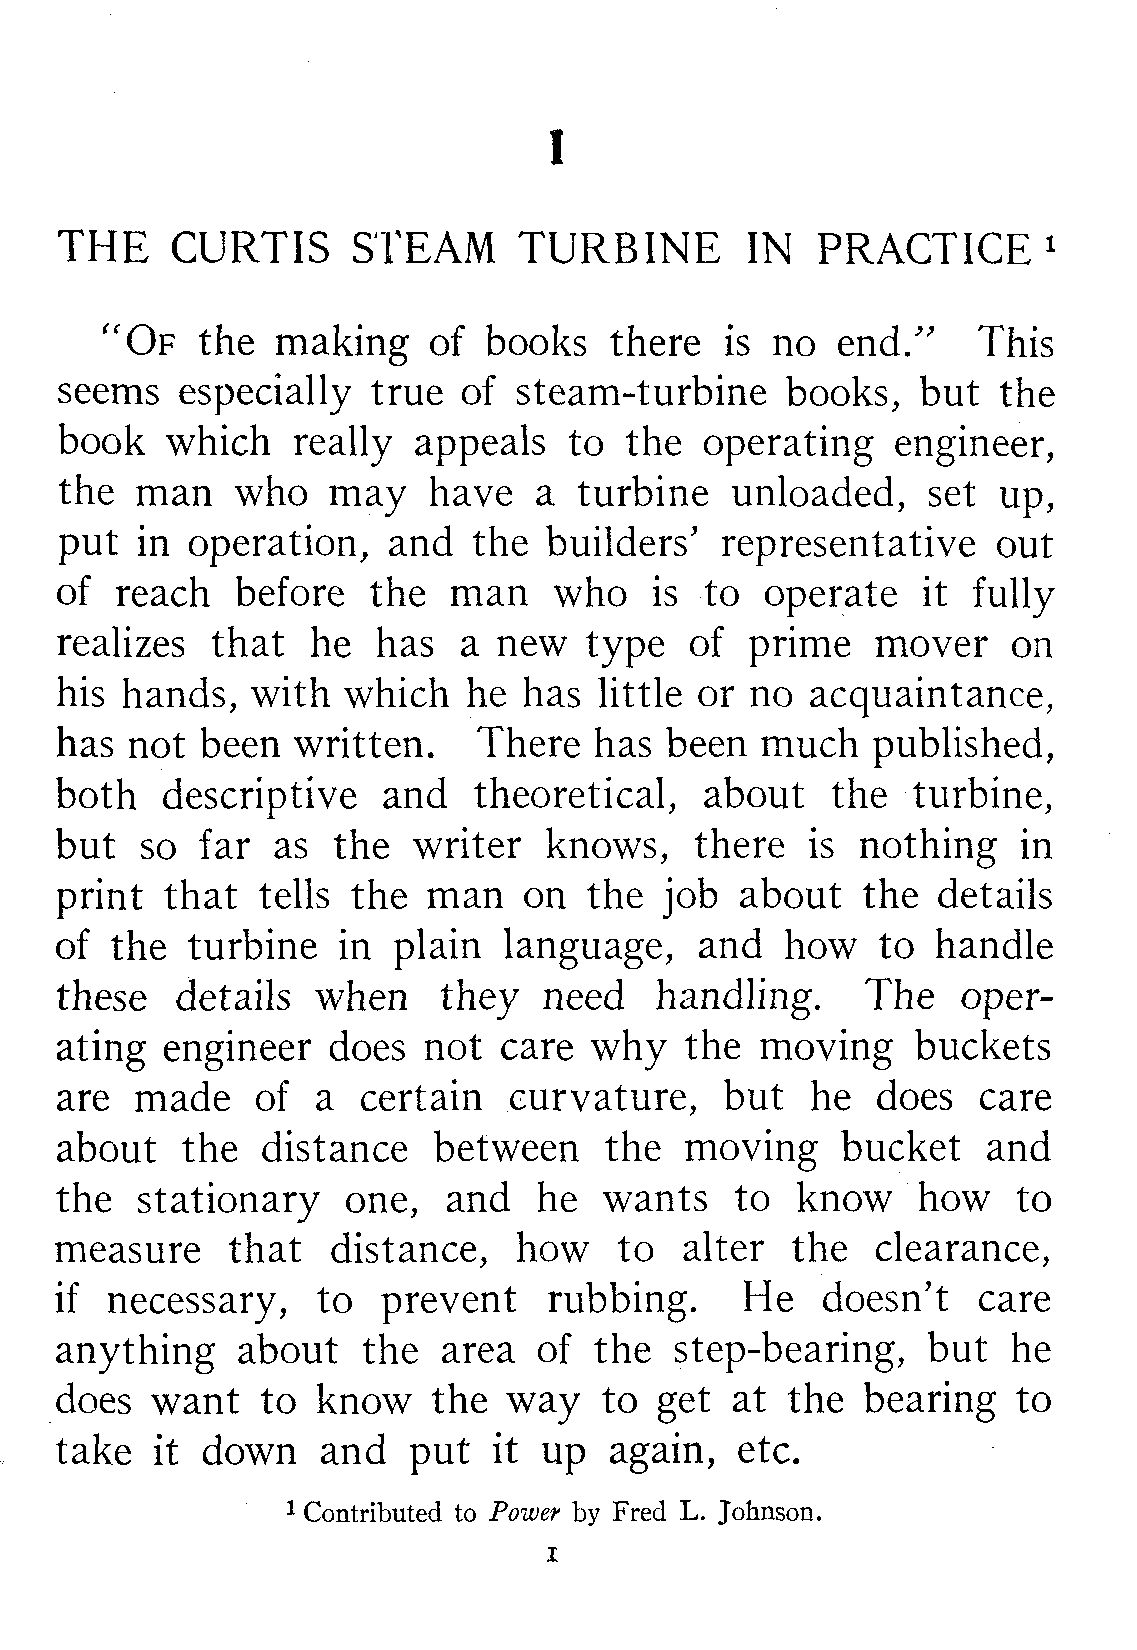 I
THE CURTIS STEAM TURBINE IN PRACTICE ¹
“OF the making of books there is no end.” This
seems especially true of steam-turbine books, but the
book which really appeals to the operating engineer,
the man who may have a turbine unloaded, set up,
put in operation, and the builders’ representative out
of reach before the man who is to operate it fully
realizes that he has a new type of prime mover on
his hands, with which he has little or no acquaintance,
has not been written. There has been much published,
both descriptive and theoretical, about the turbine,
but so far as the writer knows, there is nothing in
print that tells the man on the job about the details
of the turbine in plain language, and how to handle
these details when they need handling. The oper-
ating engineer does not care why the moving buckets
are made of a certain curvature, but he does care
about the distance between the moving bucket and
the stationary one, and he wants to know how to
measure that distance, how to alter the clearance,
if necessary, to prevent rubbing. He doesn’t care
anything about the area of the step-bearing, but he
does want to know the way to get at the bearing to
take it down and put it up again, etc.
¹ Contributed to Power by Fred L. Johnson.
1